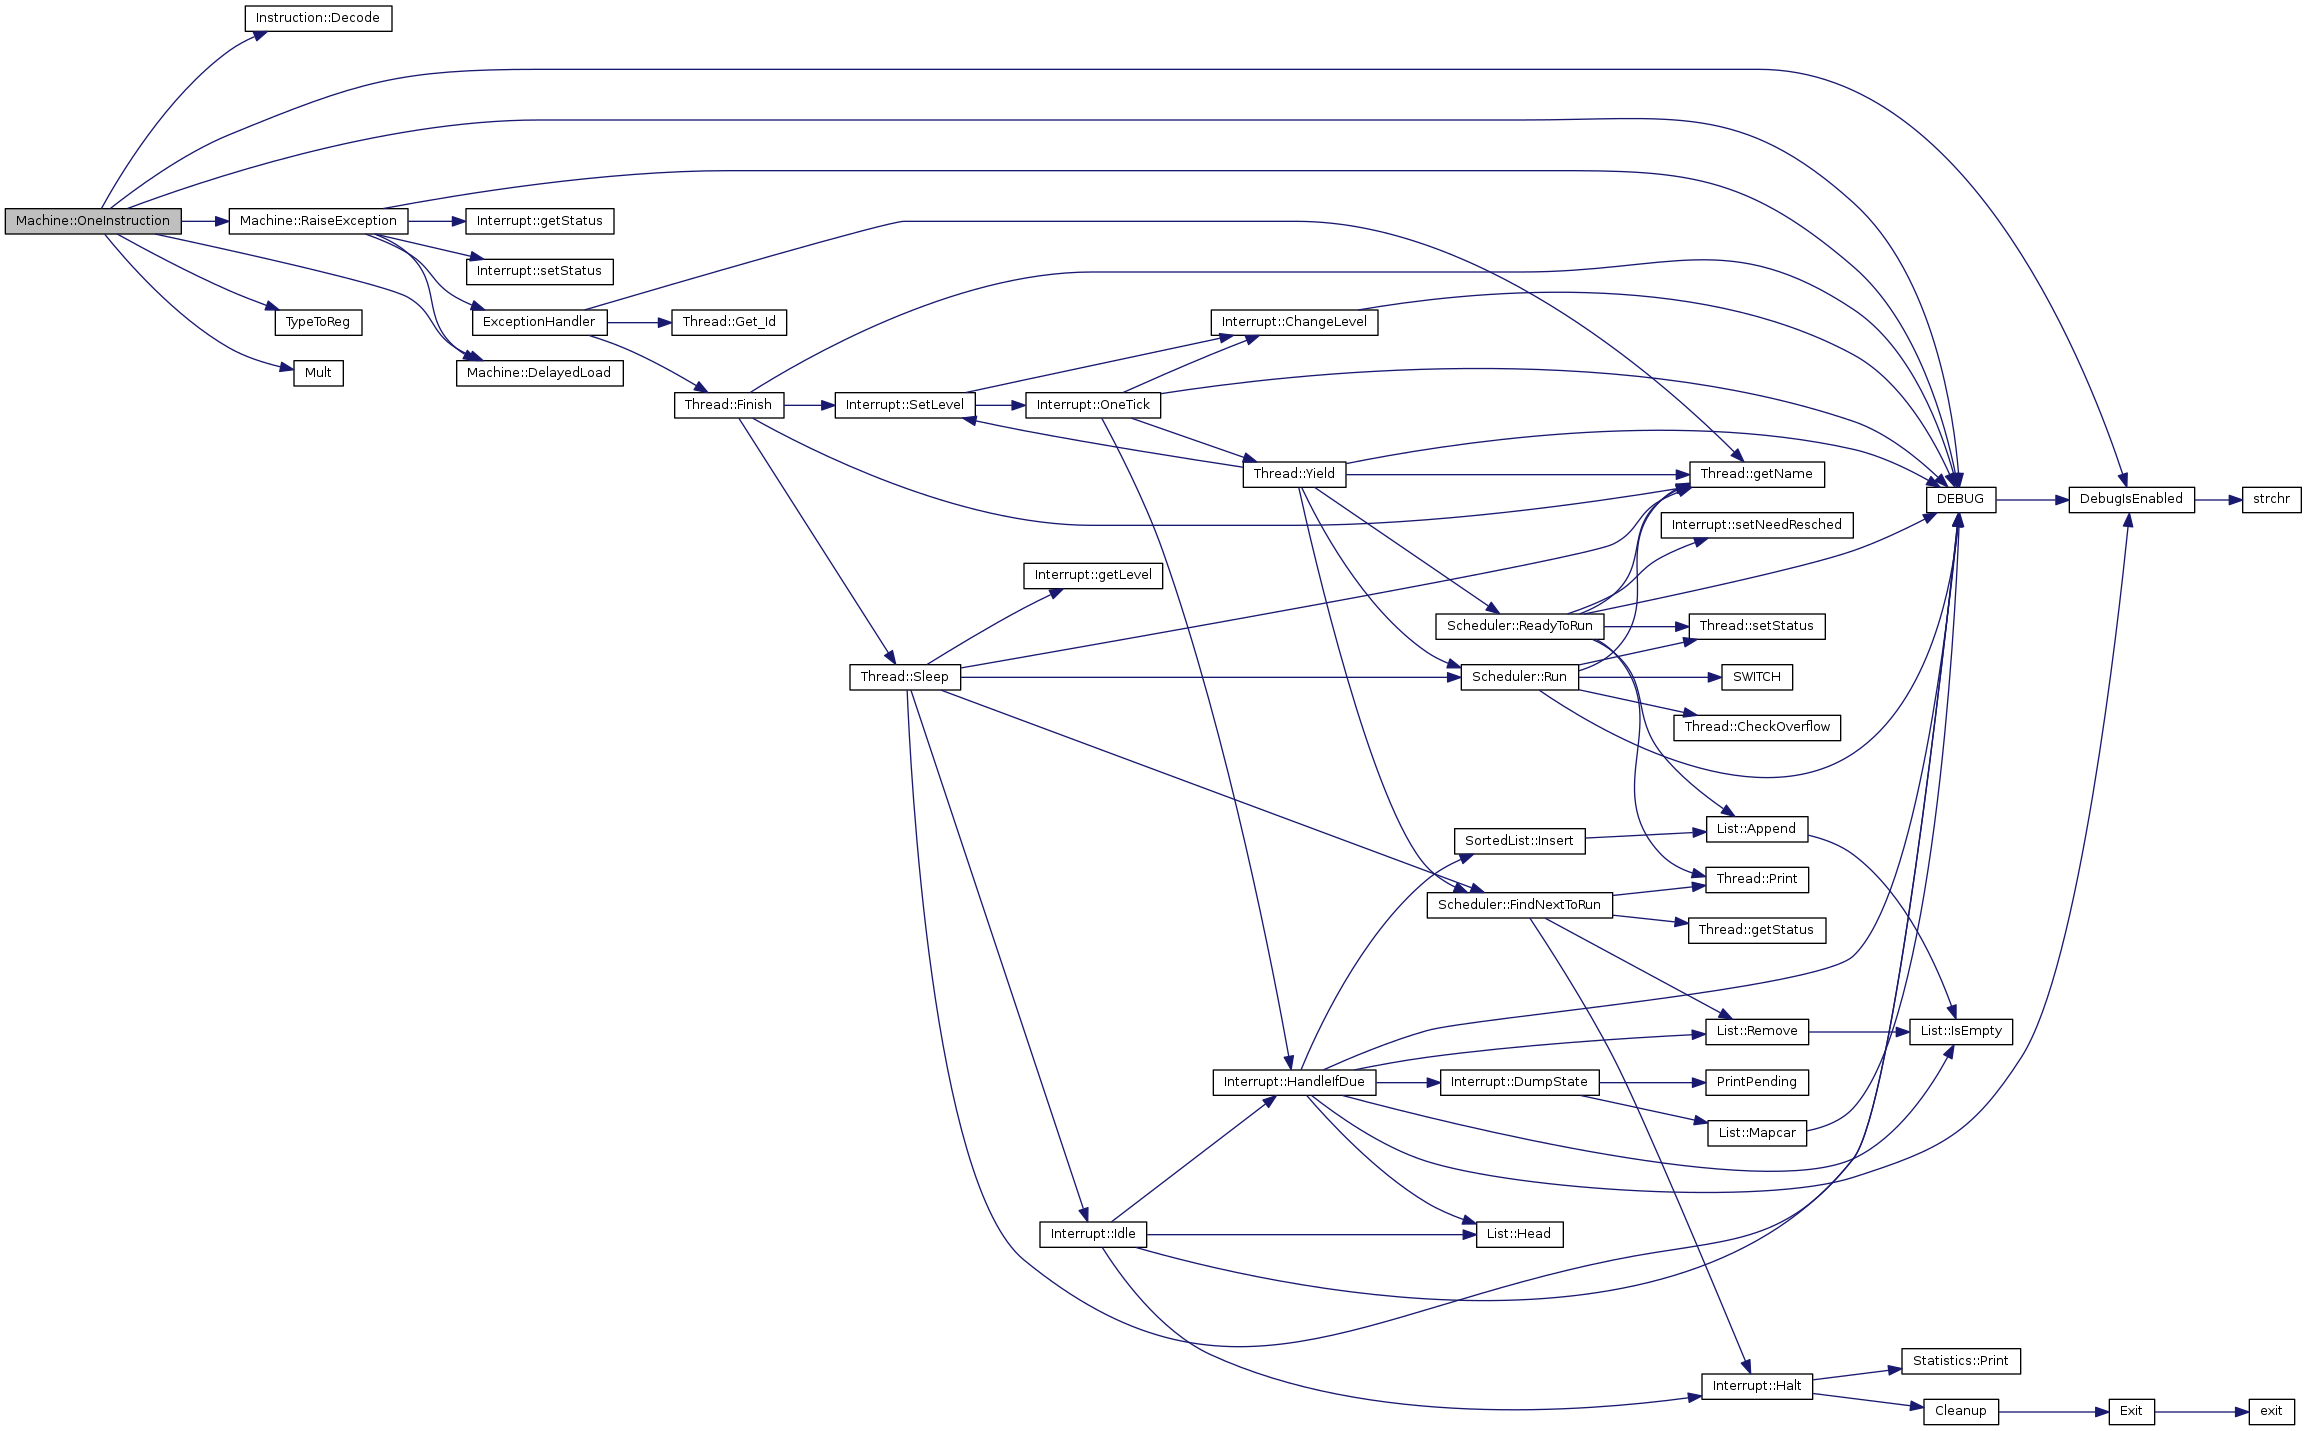 Instruction::Decode
Machine::OneInstruction
Machine::RaiseException
Interrupt::getStatus
Interrupt::setStatus
TypeToReg
ExceptionHandler
Thread::Get_Id
Interrupt::ChangeLevel
Mult
Machine::DelayedLoad
Thread::Finish
Interrupt::SetLevel
Interrupt::OneTick
Thread::Yield
Thread::getName
DEBUG
DebugIsEnabled
strchr
Interrupt::setNeedResched
Interrupt::getLevel
Scheduler::ReadyToRun
Thread::setStatus
Thread::Sleep
Scheduler::Run
SWITCH
Thread::CheckOverflow
List::Append
SortedList::Insert
Thread::Print
Scheduler::FindNextToRun
Thread::getStatus
List::Remove
List::IsEmpty
Interrupt::HandleIfDue
Interrupt::DumpState
PrintPending
List::Mapcar
Interrupt::Idle
List::Head
Statistics::Print
Interrupt::Halt
Cleanup
Exit
exit